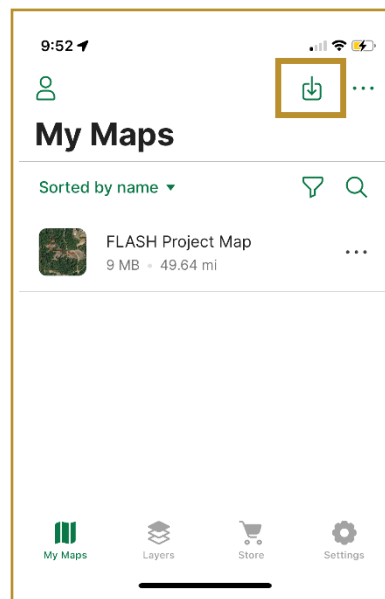 9:52
My Maps
Sorted by name
FLASH Project Map
9 MB 49.64 mi
My Maps Layers Store Settings